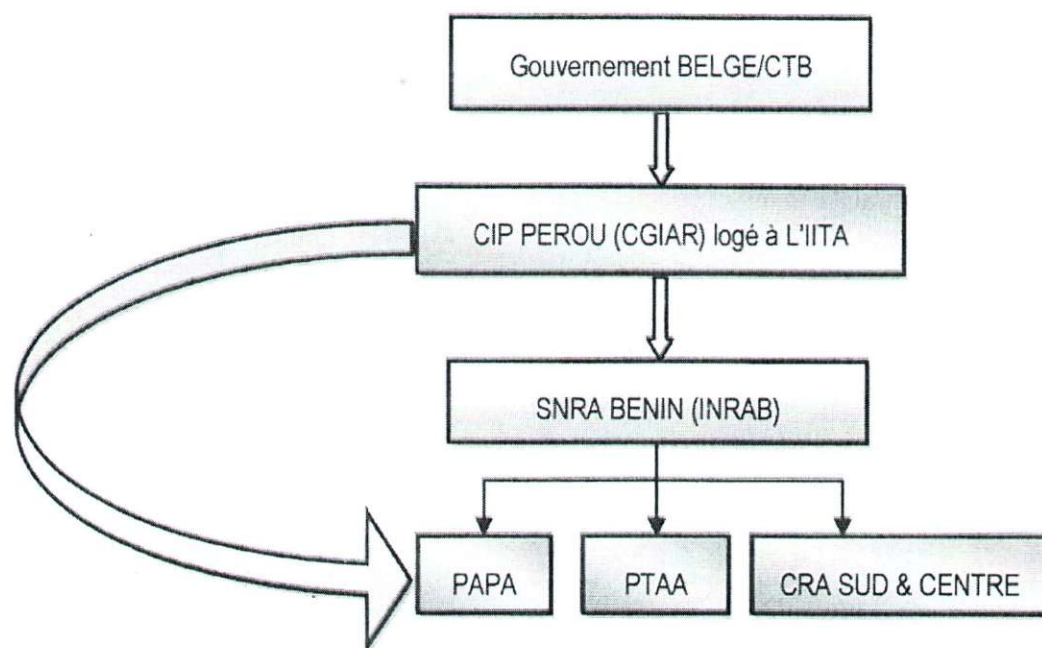 Gouvernement BELGE/CTB
CIP PEROU (CGIAR) logé à L'IITA
SNRA BENIN (INRAB)
PAPA
PTAA
CRA SUD & CENTRE